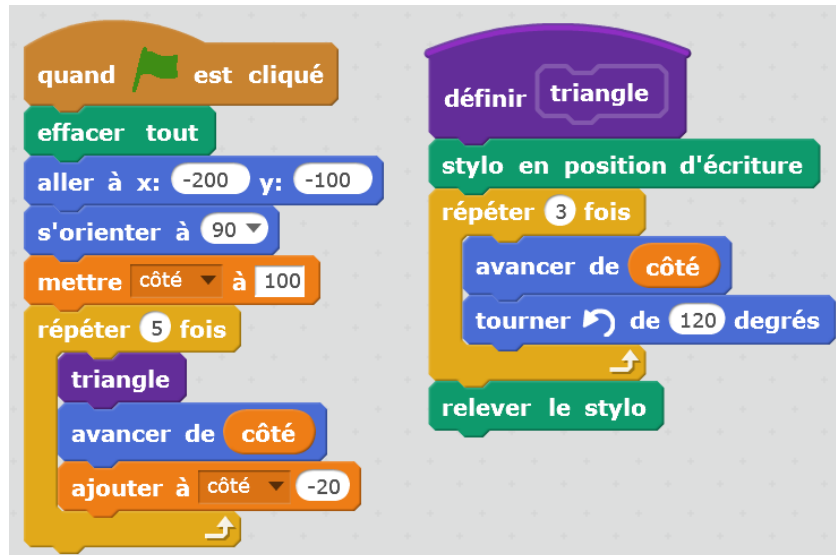 quand est cliqué
effacer tout
aller à x: -200 y: -100
s'orienter à 90
mettre côté à 100
répéter 5 fois
triangle
avancer de côté
ajouter à côté -20
définir triangle
stylo en position d'écriture
répéter 3 fois
avancer de côté
tourner de 120 degrés
relever le stylo